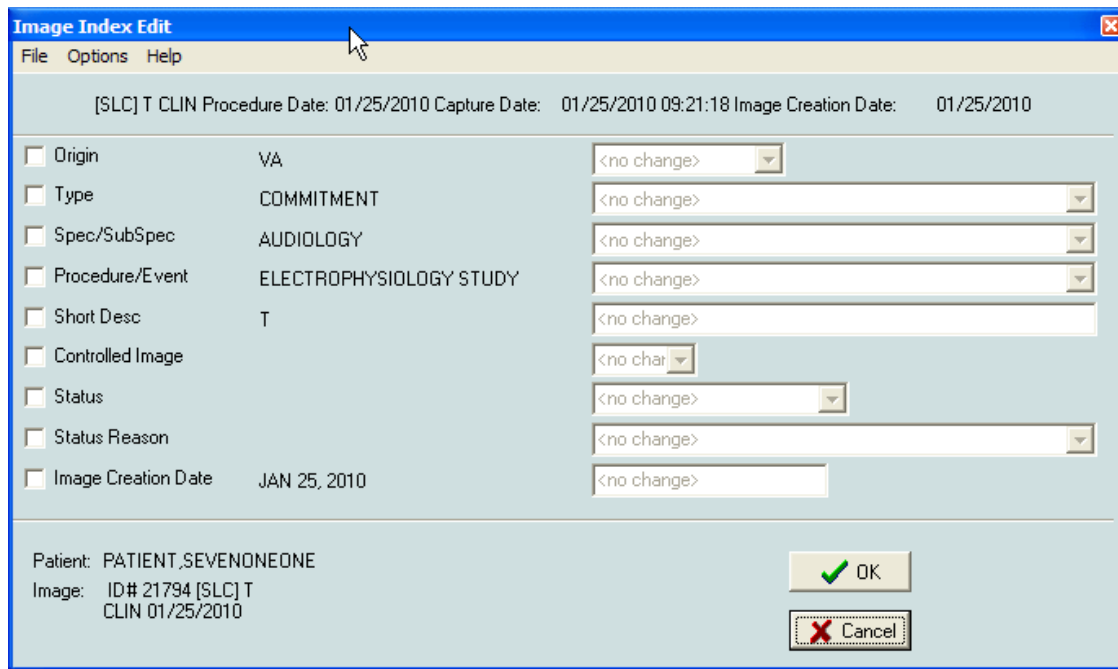 Image Index Edit
File Options Help
[SLC] T CLIN Procedure Date: 01/25/2010 Capture Date: 01/25/2010 09:21:18 Image Creation Date: 01/25/2010
Origin VA <no change>
Type COMMITMENT <no change>
Spec/SubSpec AUDIOLOGY <no change>
Procedure/Event ELECTROPHYSIOLOGY STUDY <no change>
Short Desc T <no change>
Controlled Image <no char
Status <no change>
Status Reason <no change>
Image Creation Date JAN 25, 2010 <no change>
Patient: PATIENT,SEVENONEONE
Image: ID# 21794 [SLC] T
CLIN 01/25/2010
OK
Cancel